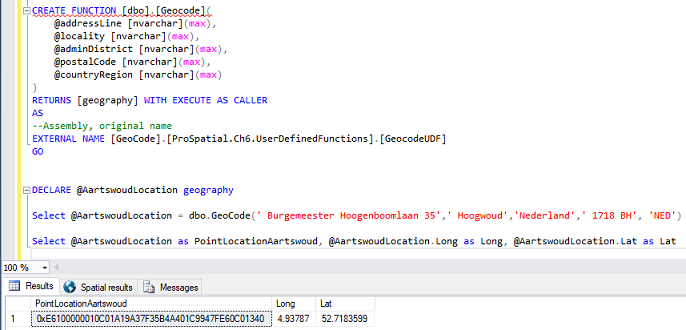 CREATE FUNCTION [dbo].[Geocode](
@addressLine [nvarchar](max),
@locality [nvarchar](max),
@adminDistrict [nvarchar](max),
@postalCode [nvarchar](max),
@countryRegion [nvarchar](max)
)
RETURNS [geography] WITH EXECUTE AS CALLER
AS
--Assembly, original name
EXTERNAL NAME [GeoCode].[ProSpatial.Ch6.UserDefinedFunctions].[GeocodeUDF]
GO
DECLARE @AartswoudLocation geography
Select @AartswoudLocation = dbo.GeoCode(' Burgemeester Hoogenboomlaan 35',' Hoogwoud','Nederland',' 1718 BH', 'NED')
Select @AartswoudLocation as PointLocationAartswoud, @AartswoudLocation.Long as Long, @AartswoudLocation.Lat as Lat
100 %
Results Spatial results Messages
PointLocationAartswoud Long Lat
1 0xE6100000010C01A19A37F35B4A401C9947FE60C01340 4.93787 52.7183599